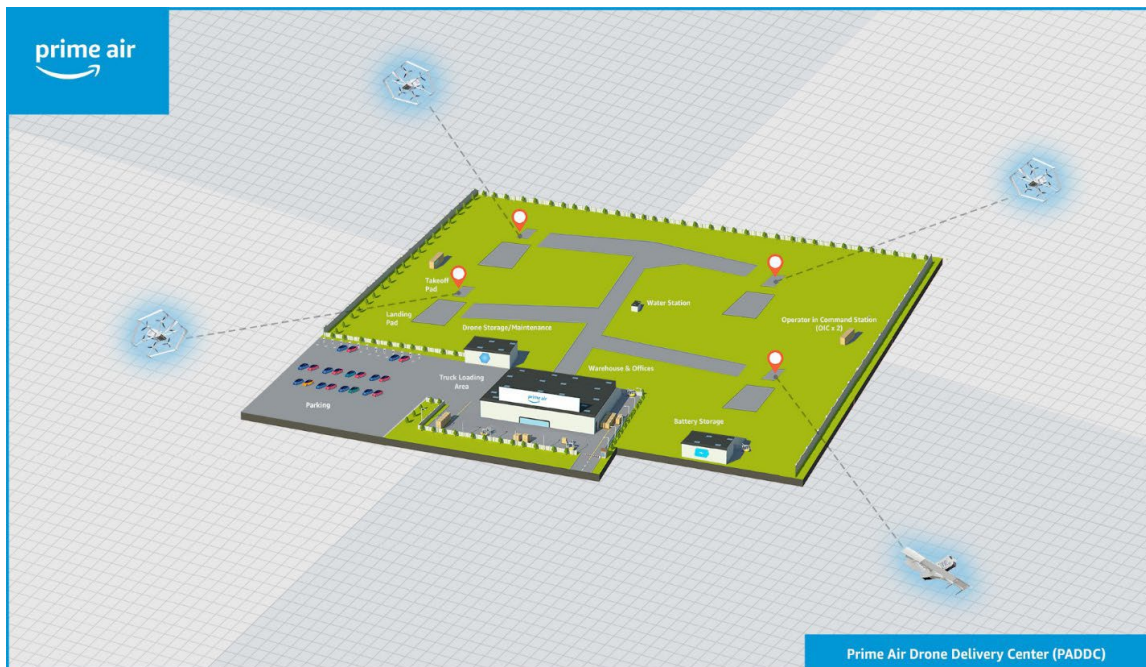 prime air
Takeoff
Pad
Landing
Pad
Drone Storage/Maintenance
Water Station
Operator in Command Station
(OIC x 2)
Warehouse & Offices
Truck Loading
Area
Parking
prime air
Battery Storage
Prime Air Drone Delivery Center (PADDC)